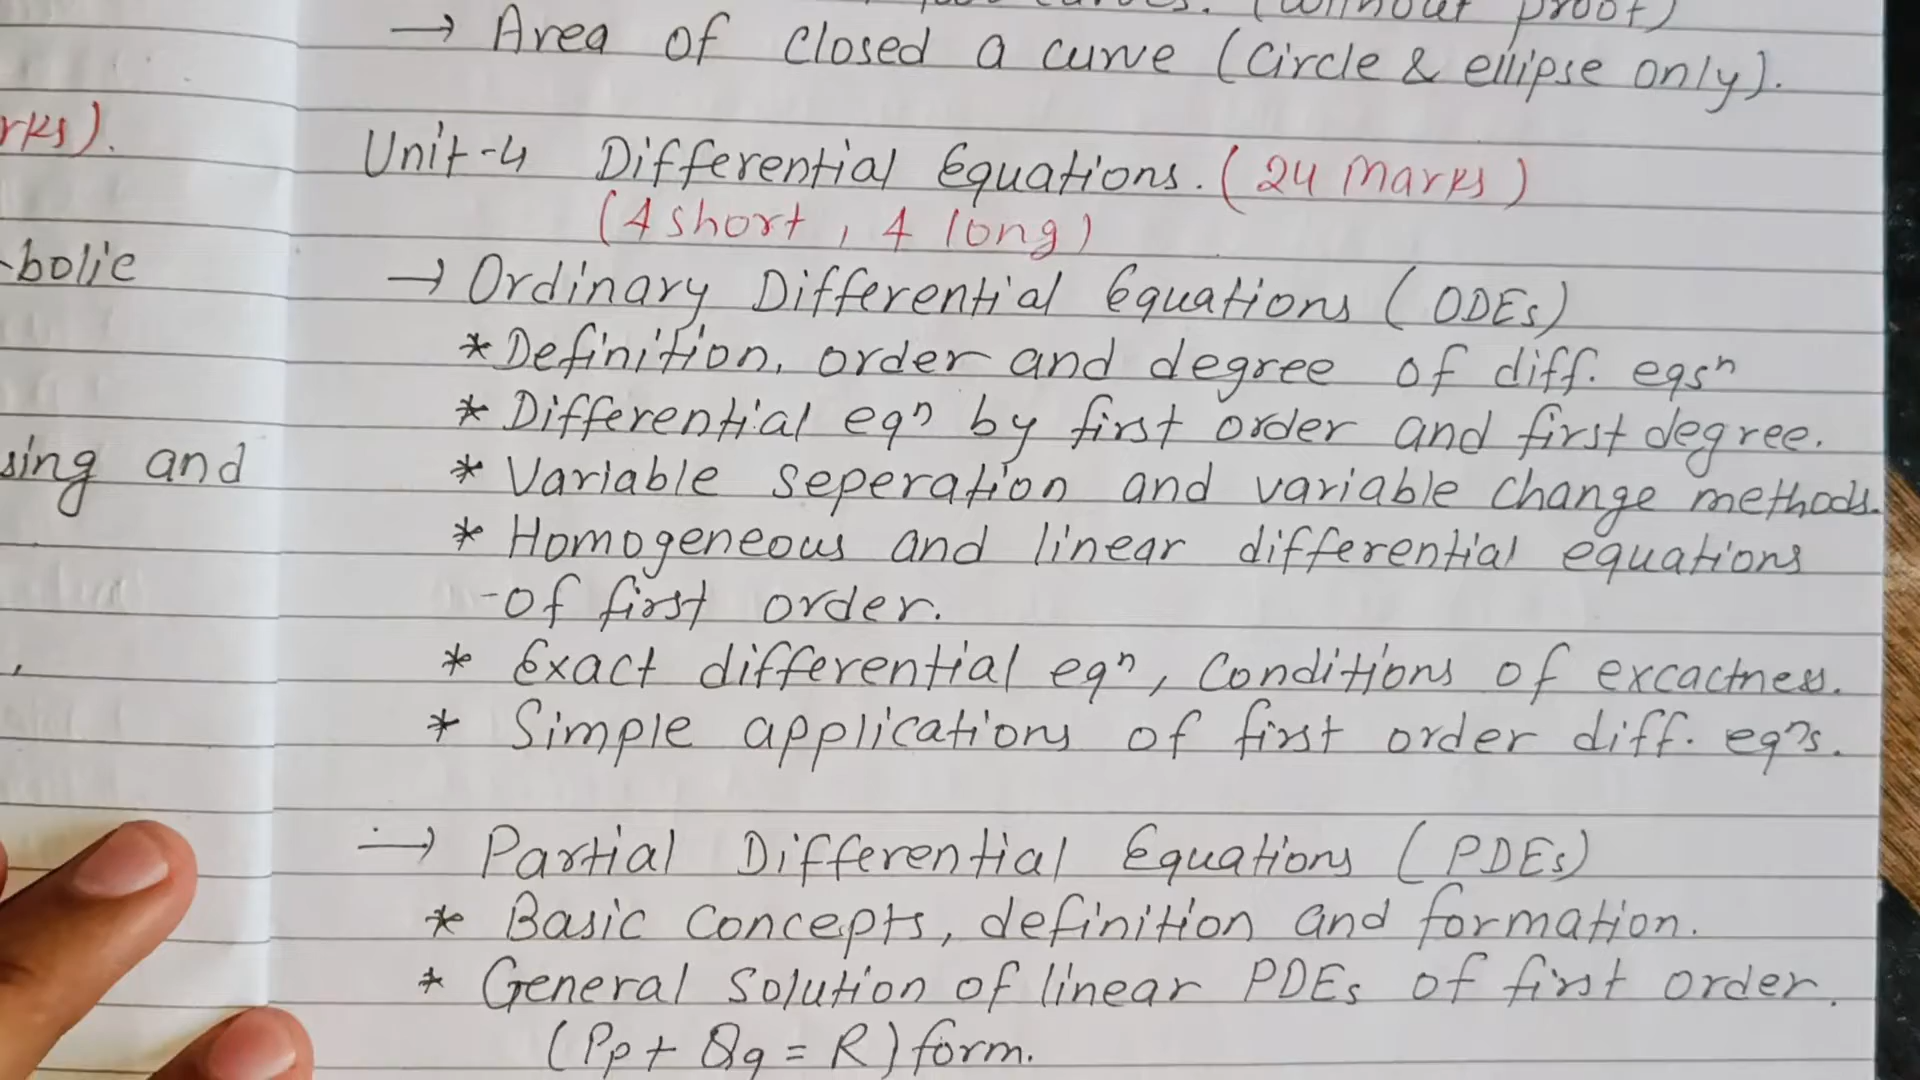 (without proof)
→ Area of closed a curve (circle & ellipse only).
rks).
Unit-4 Differential Equations. (24 Marks)
(4 short, 4 long)
bolic
→ Ordinary Differential Equations (ODEs)
* Definition, order and degree of diff. eqsⁿ
* Differential eqⁿ by first order and first degree.
sing and
* Variable seperation and variable change methods.
* Homogeneous and linear differential equations
-of first order.
* Exact differential eqⁿ, Conditions of excactness.
* Simple applications of first order diff. eqⁿs.
→ Partial Differential Equations (PDEs)
* Basic concepts, definition and formation.
* General solution of linear PDEs of first order.
(Pp + Qq = R) form.